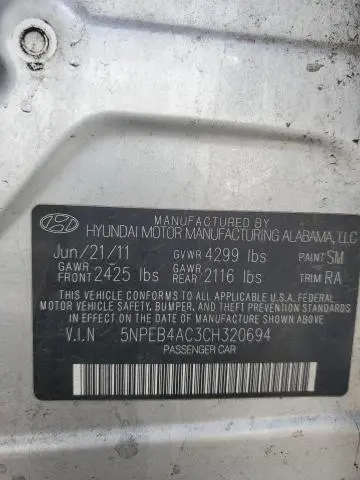 MANUFACTURED BY
HYUNDAI MOTOR MANUFACTURING ALABAMA, LLC
Jun/21/11 GVWR 4299 lbs PAINT SM
GAWR FRONT 2425 lbs GAWR REAR 2116 lbs TRIM RA
THIS VEHICLE CONFORMS TO ALL APPLICABLE U.S.A. FEDERAL
MOTOR VEHICLE SAFETY, BUMPER, AND THEFT PREVENTION STANDARDS
IN EFFECT ON THE DATE OF MANUFACTURE SHOWN ABOVE.
V.I.N 5NPEB4AC3CH320694
PASSENGER CAR